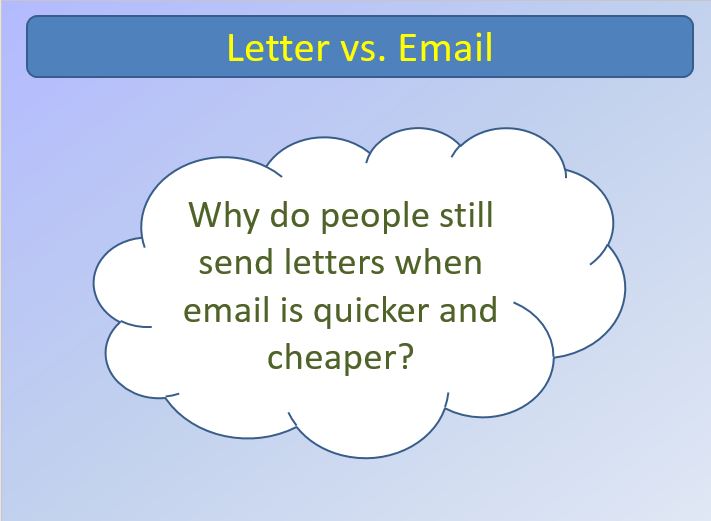 Letter vs. Email
Why do people still
send letters when
email is quicker and
cheaper?